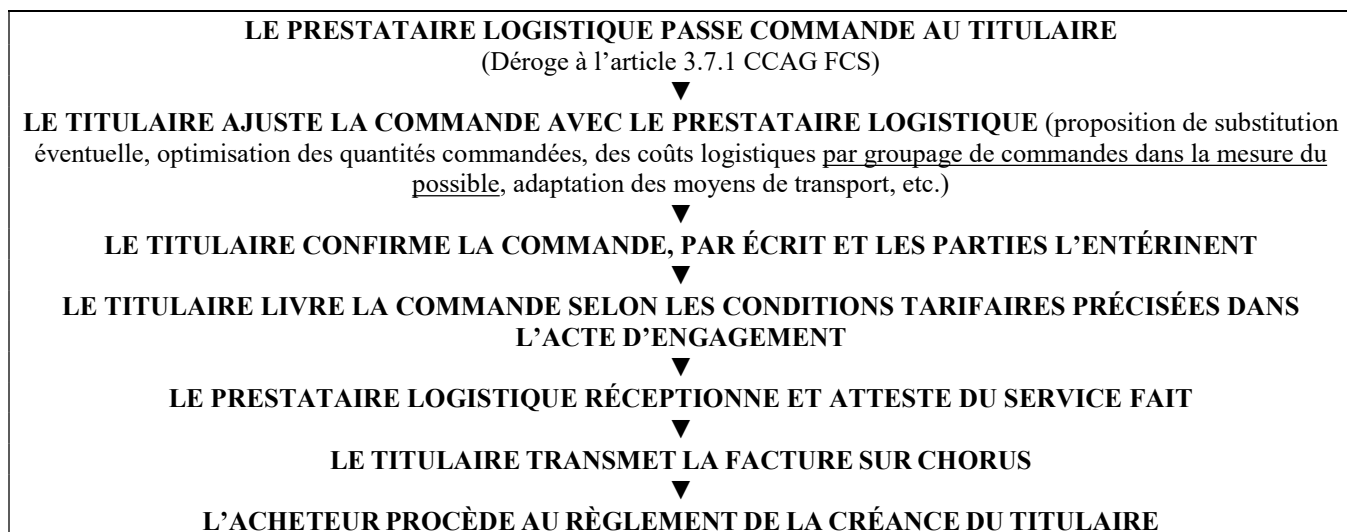 LE PRESTATAIRE LOGISTIQUE PASSE COMMANDE AU TITULAIRE
(Déroge à l’article 3.7.1 CCAG FCS)
▼
LE TITULAIRE AJUSTE LA COMMANDE AVEC LE PRESTATAIRE LOGISTIQUE (proposition de substitution
éventuelle, optimisation des quantités commandées, des coûts logistiques par groupage de commandes dans la mesure du
possible, adaptation des moyens de transport, etc.)
▼
LE TITULAIRE CONFIRME LA COMMANDE, PAR ÉCRIT ET LES PARTIES L’ENTÉRINENT
▼
LE TITULAIRE LIVRE LA COMMANDE SELON LES CONDITIONS TARIFAIRES PRÉCISÉES DANS
L’ACTE D’ENGAGEMENT
▼
LE PRESTATAIRE LOGISTIQUE RÉCEPTIONNE ET ATTESTE DU SERVICE FAIT
▼
LE TITULAIRE TRANSMET LA FACTURE SUR CHORUS
▼
L’ACHETEUR PROCÈDE AU RÈGLEMENT DE LA CRÉANCE DU TITULAIRE